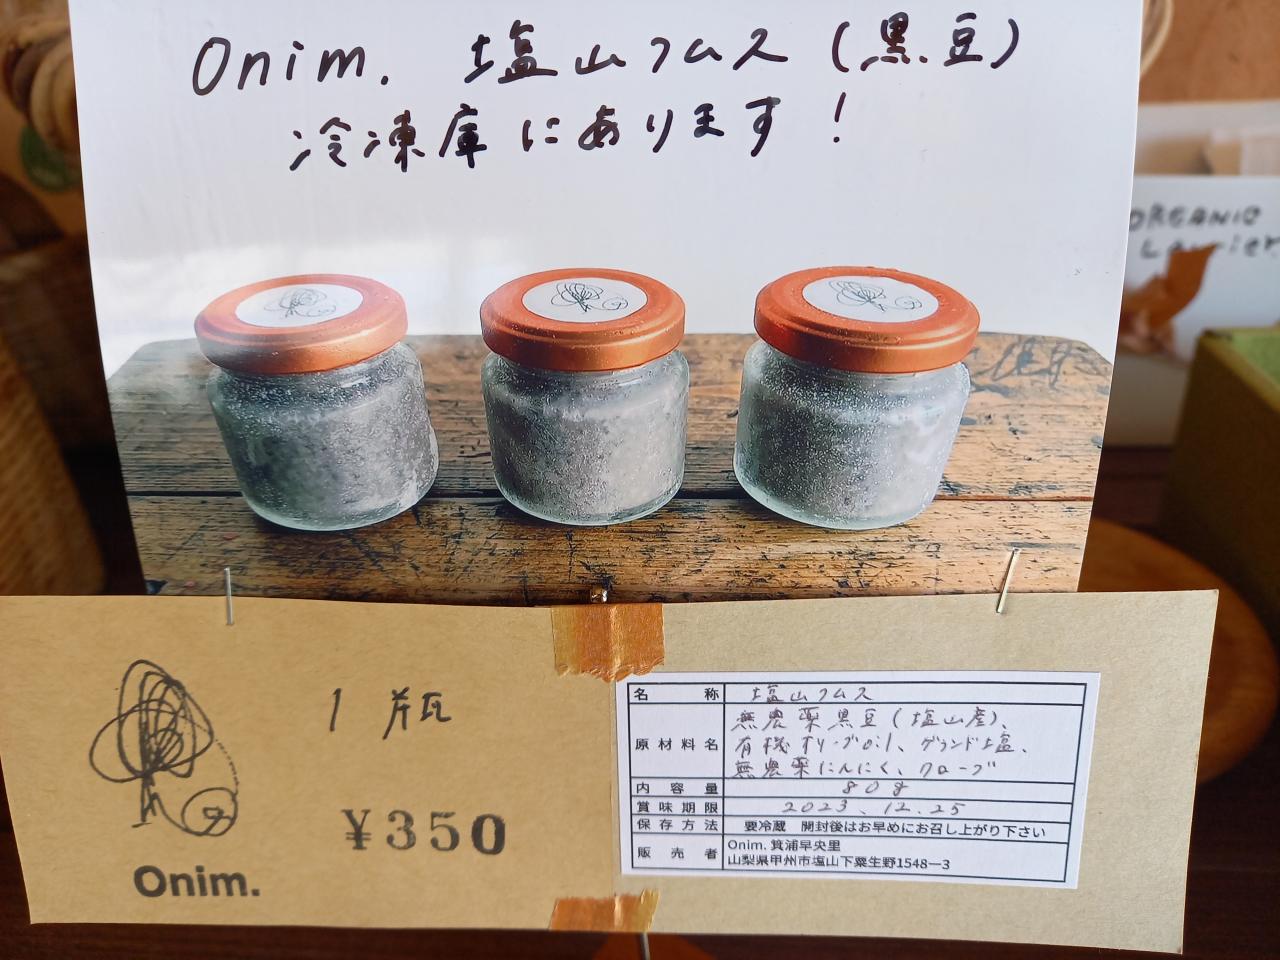 Onim. 塩山フムス (黒豆)
冷凍庫にあります!
ORGANIC
Laurier
1 瓶
¥350
Onim.
名称 塩山フムス
原材料名 無農薬黒豆(塩山産)、
有機オリーブoil、ゲランド塩、
無農薬にんにく、クローブ
内容量 80g
賞味期限 2023.12.25
保存方法 要冷蔵 開封後はお早めにお召し上がり下さい
販売者 Onim. 箕浦早央里
山梨県甲州市塩山下粟生野1548ー3